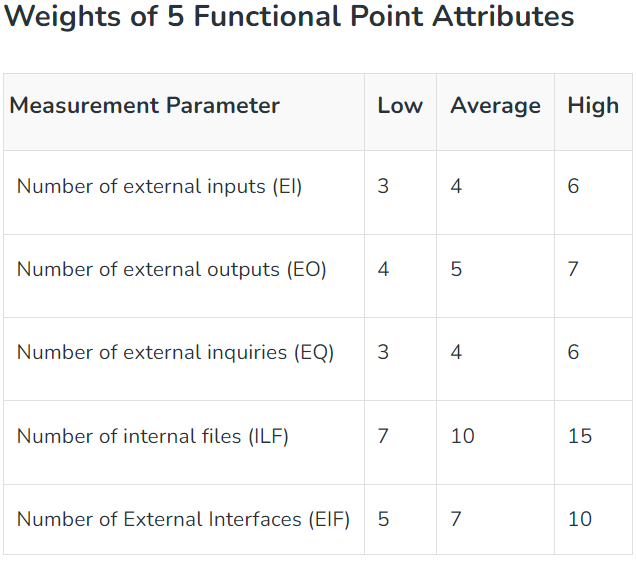 Weights of 5 Functional Point Attributes
Measurement Parameter Low Average High
Number of external inputs (EI) 3 4 6
Number of external outputs (EO) 4 5 7
Number of external inquiries (EQ) 3 4 6
Number of internal files (ILF) 7 10 15
Number of External Interfaces (EIF) 5 7 10